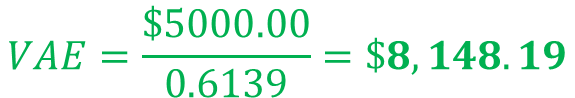 VAE = $5000.00 / 0.6139 = $8,148.19